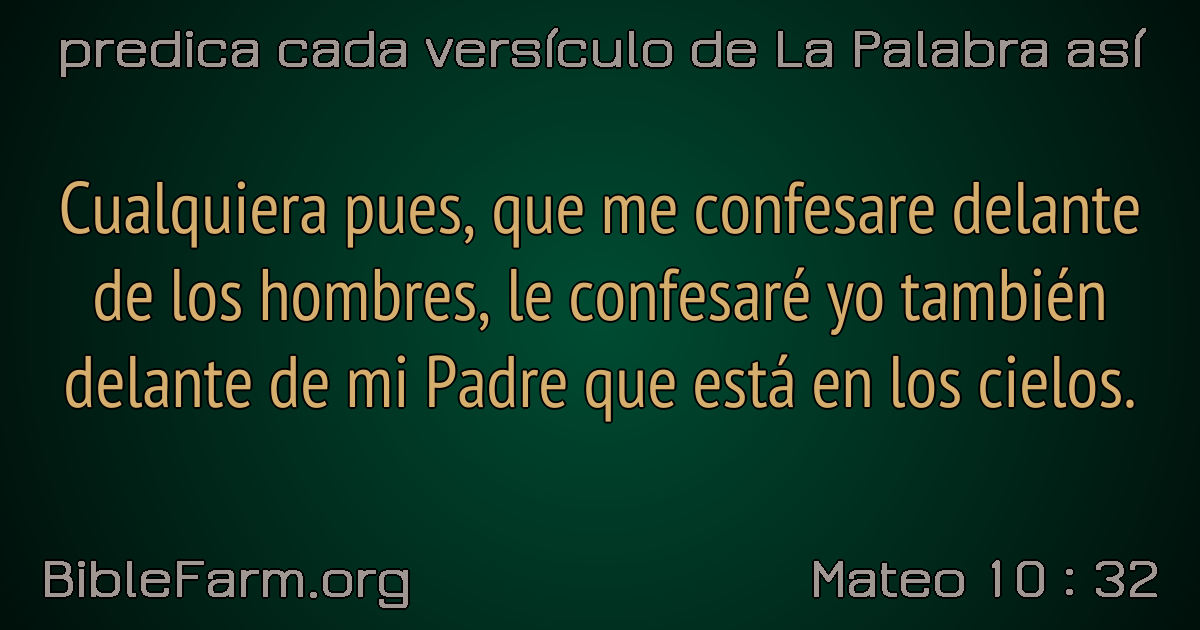 predica cada versículo de La Palabra así
Cualquiera pues, que me confesare delante
de los hombres, le confesaré yo también
delante de mi Padre que está en los cielos.
BibleFarm.org
Mateo 10 : 32